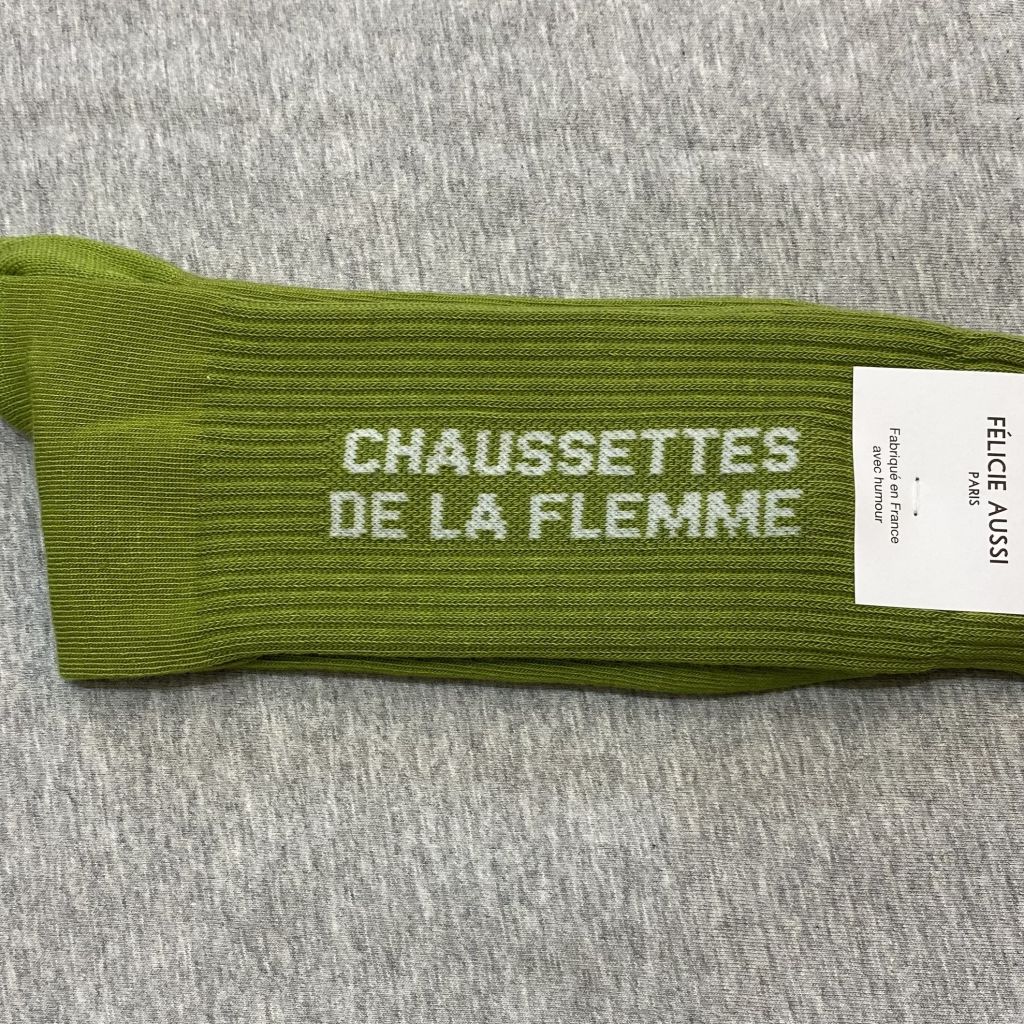 CHAUSSETTES
DE LA FLEMME
FÉLICIE AUSSI
PARIS
Fabriqué en France
avec humour